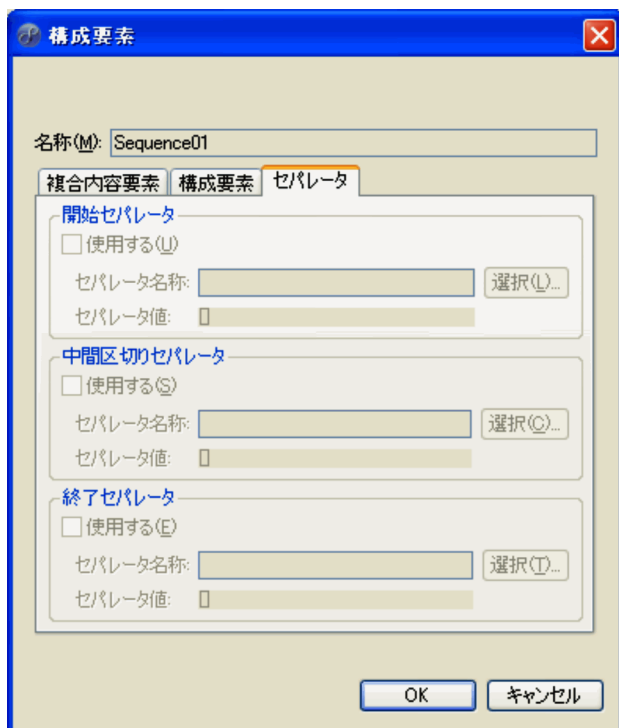 構成要素
名称(M): Sequence01
複合内容要素 構成要素 セパレータ
開始セパレータ
使用する(U)
セパレータ名称: 選択(L)...
セパレータ値:
中間区切りセパレータ
使用する(S)
セパレータ名称: 選択(C)...
セパレータ値:
終了セパレータ
使用する(E)
セパレータ名称: 選択(T)...
セパレータ値:
OK キャンセル